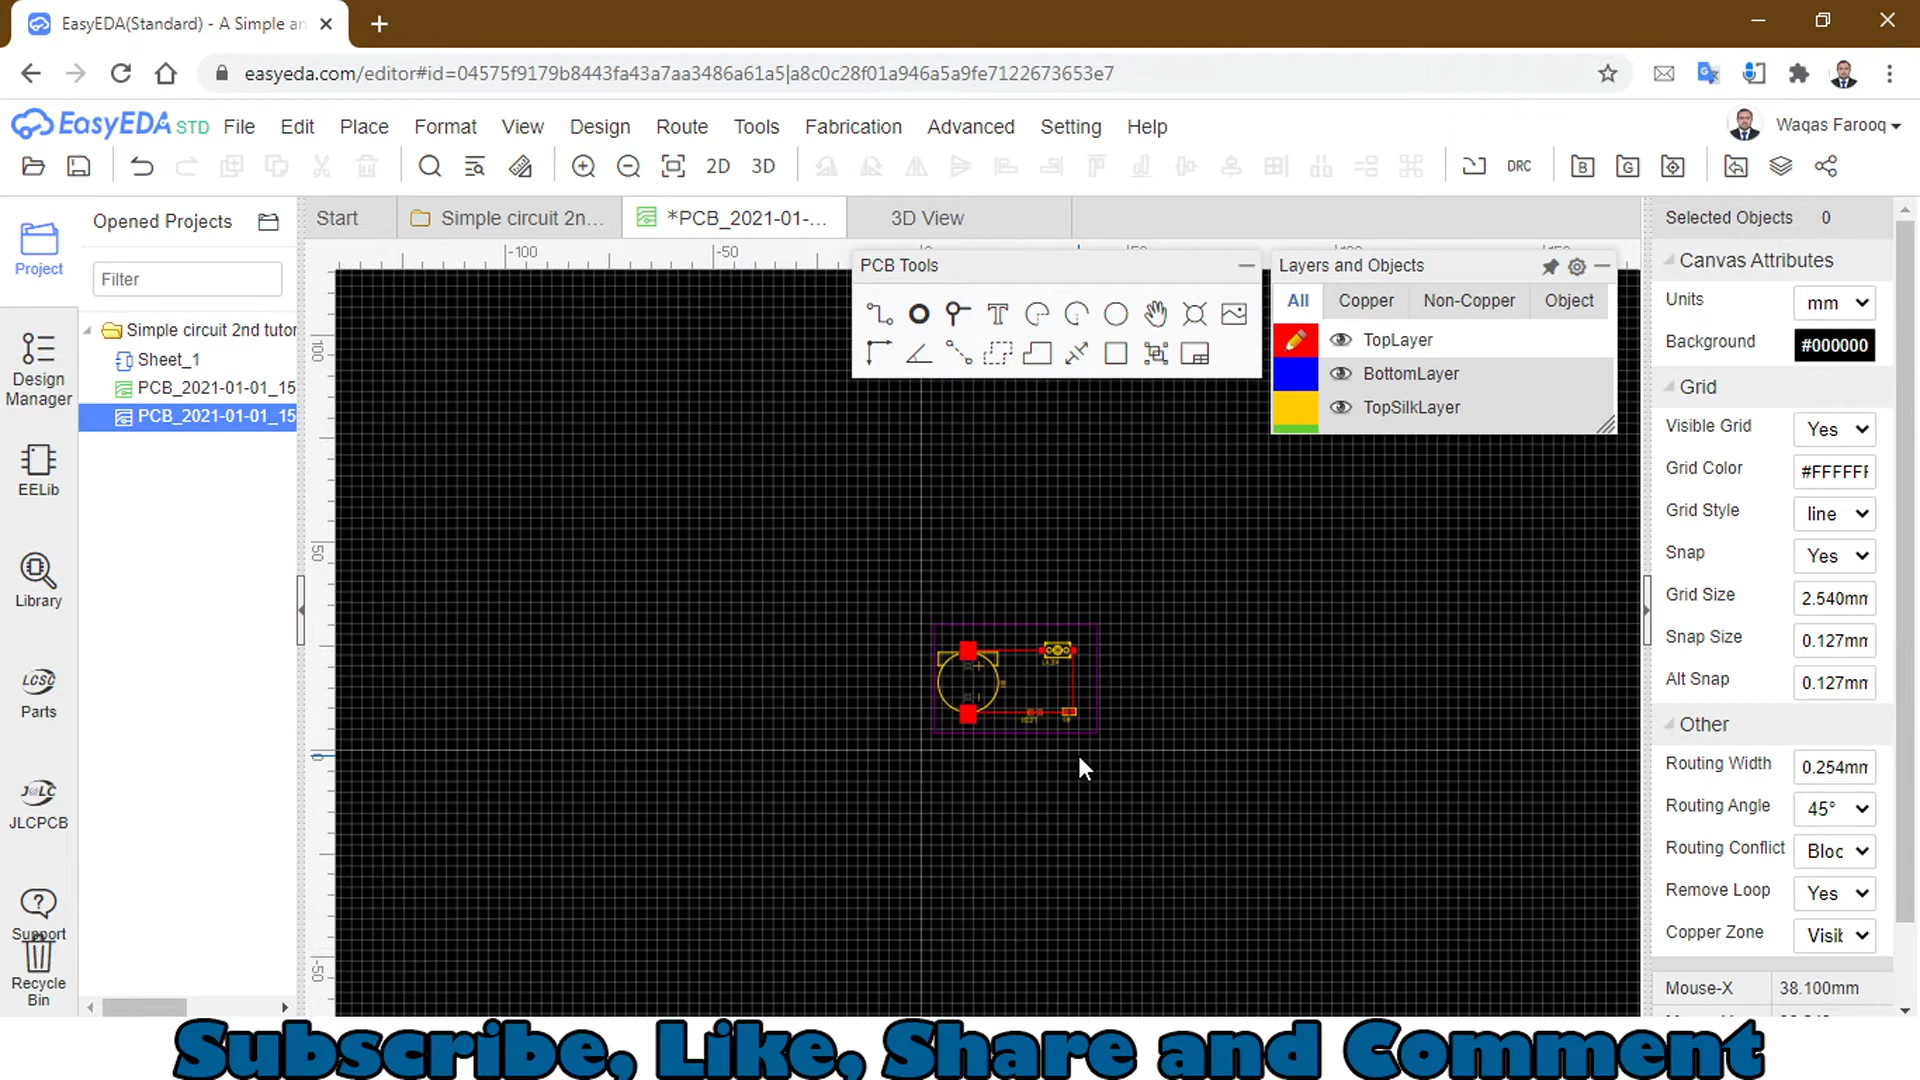 EasyEDA(Standard) - A Simple an
easyeda.com/editor#id=04575f9179b8443fa43a7aa3486a61a5|a8c0c28f01a946a5a9fe7122673653e7
EasyEDA STD File Edit Place Format View Design Route Tools Fabrication Advanced Setting Help Waqas Farooq
2D 3D DRC B G
Project
Design Manager
EELib
Library
LCSC
Parts
JLCPCB
Support
Recycle Bin
Opened Projects
Filter
Simple circuit 2nd tutor
Sheet_1
PCB_2021-01-01_15
PCB_2021-01-01_15
Start Simple circuit 2n... *PCB_2021-01-... 3D View
-100 -50
100
50
0
-50
PCB Tools
Layers and Objects
All Copper Non-Copper Object
TopLayer
BottomLayer
TopSilkLayer
Selected Objects 0
Canvas Attributes
Units mm
Background #000000
Grid
Visible Grid Yes
Grid Color #FFFFFF
Grid Style line
Snap Yes
Grid Size 2.540mm
Snap Size 0.127mm
Alt Snap 0.127mm
Other
Routing Width 0.254mm
Routing Angle 45°
Routing Conflict Bloc
Remove Loop Yes
Copper Zone Visit
Mouse-X 38.100mm
Subscribe, Like, Share and Comment